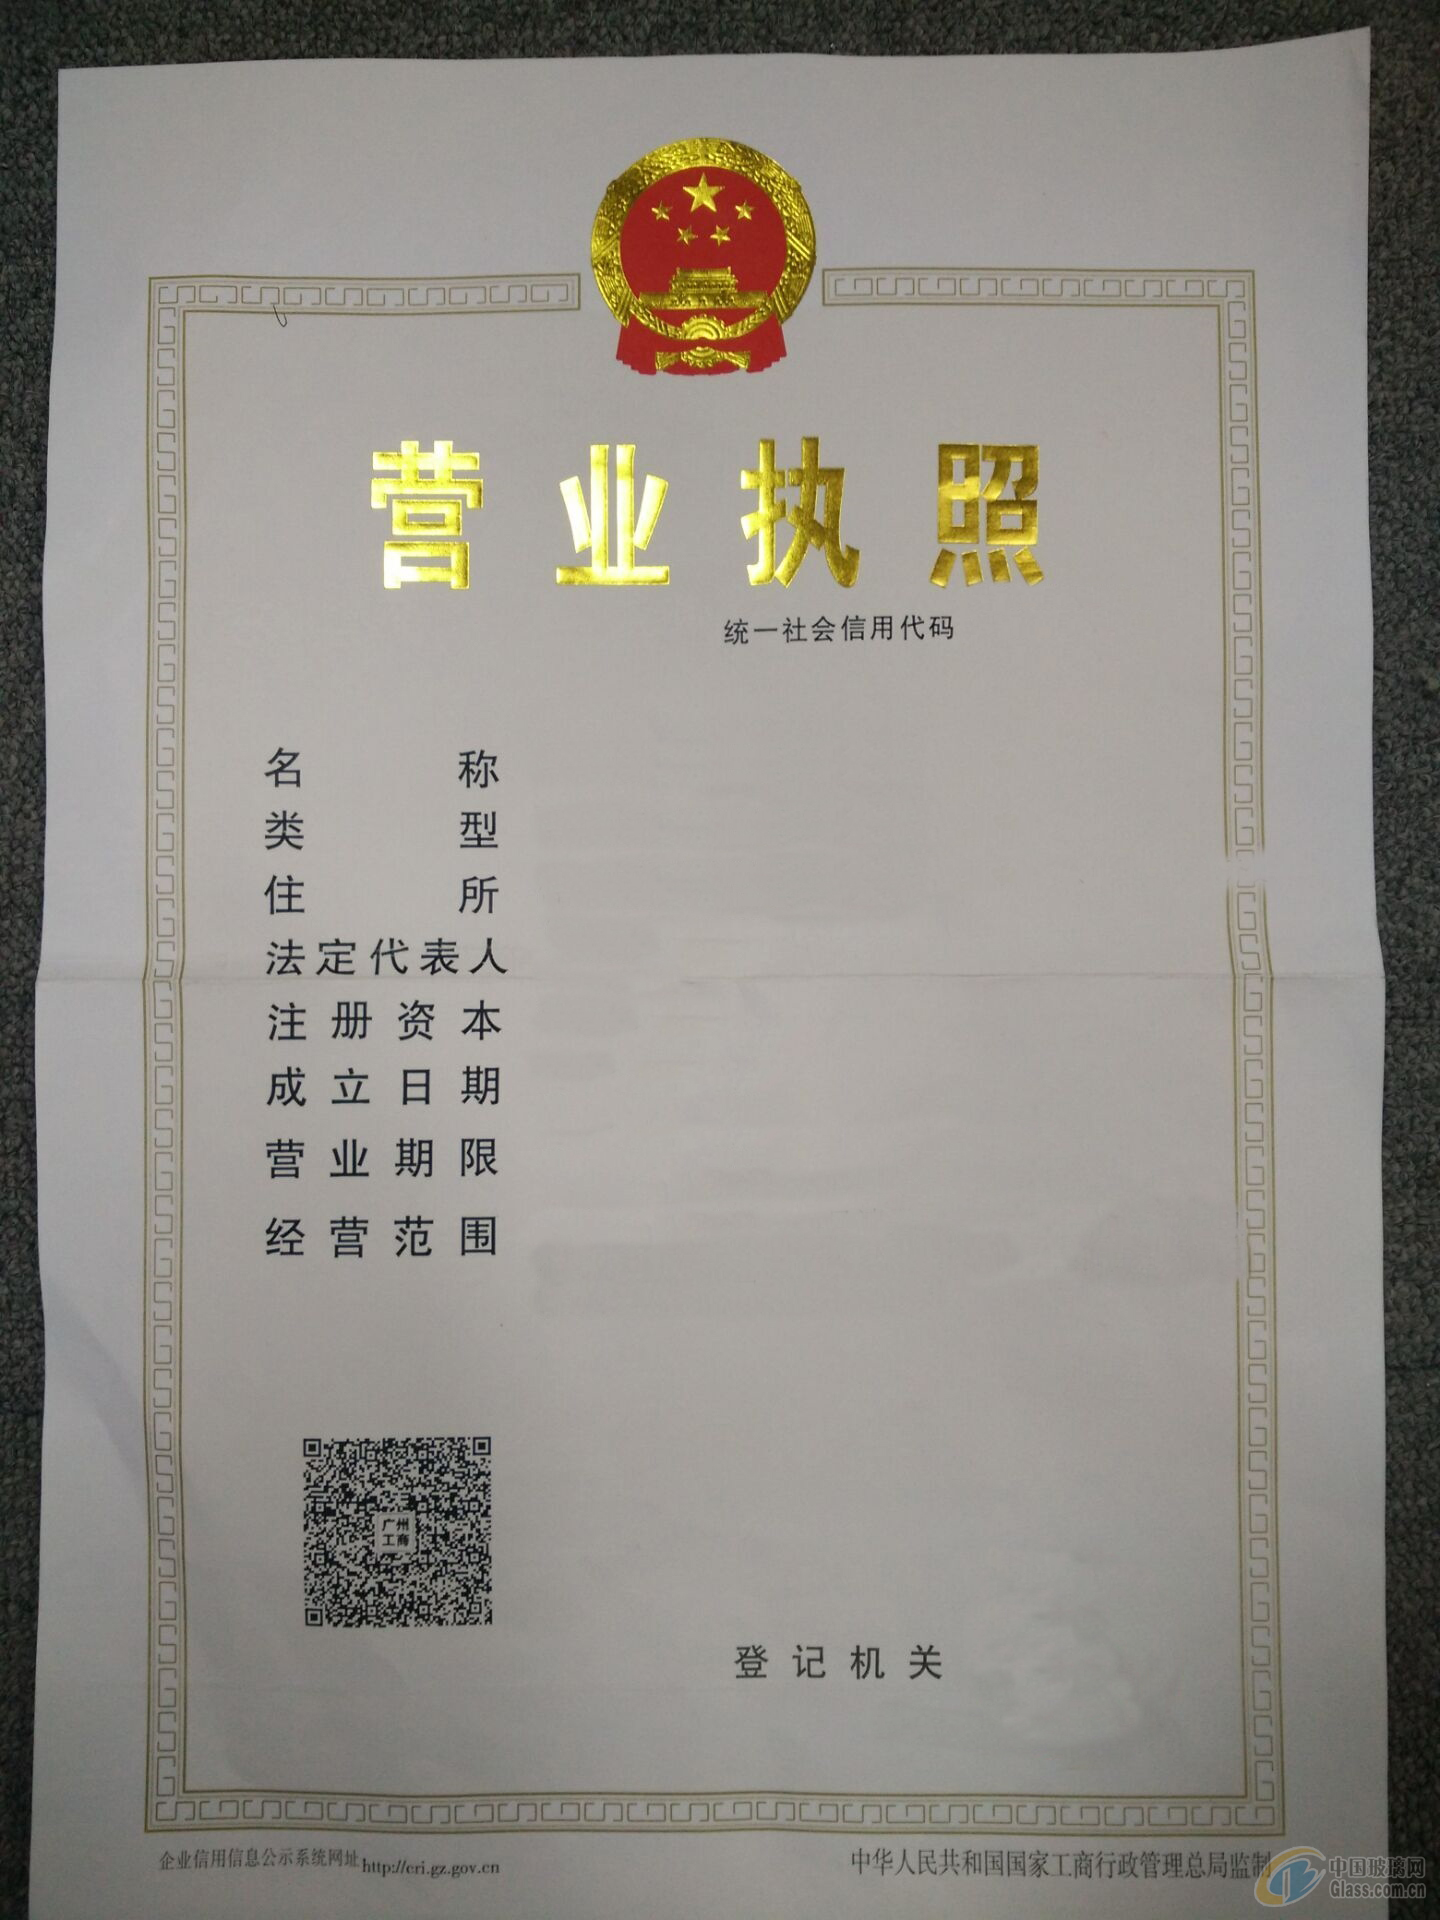 营业执照
统一社会信用代码
名称
类型
住所
法定代表人
注册资本
成立日期
营业期限
经营范围
广州
工商
登记机关
企业信用信息公示系统网址 http://cri.gz.gov.cn
中华人民共和国国家工商行政管理总局监制
中国玻璃网
Glass.com.cn